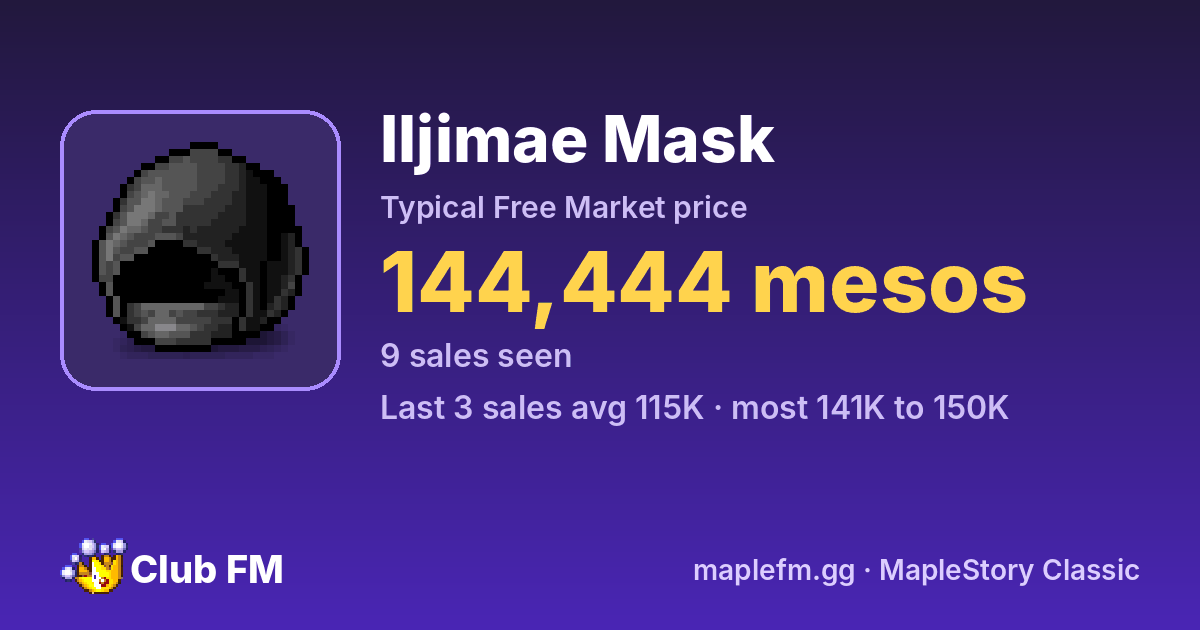 Iljimae Mask
Typical Free Market price
144,444 mesos
9 sales seen
Last 3 sales avg 115K · most 141K to 150K
Club FM
maplefm.gg · MapleStory Classic